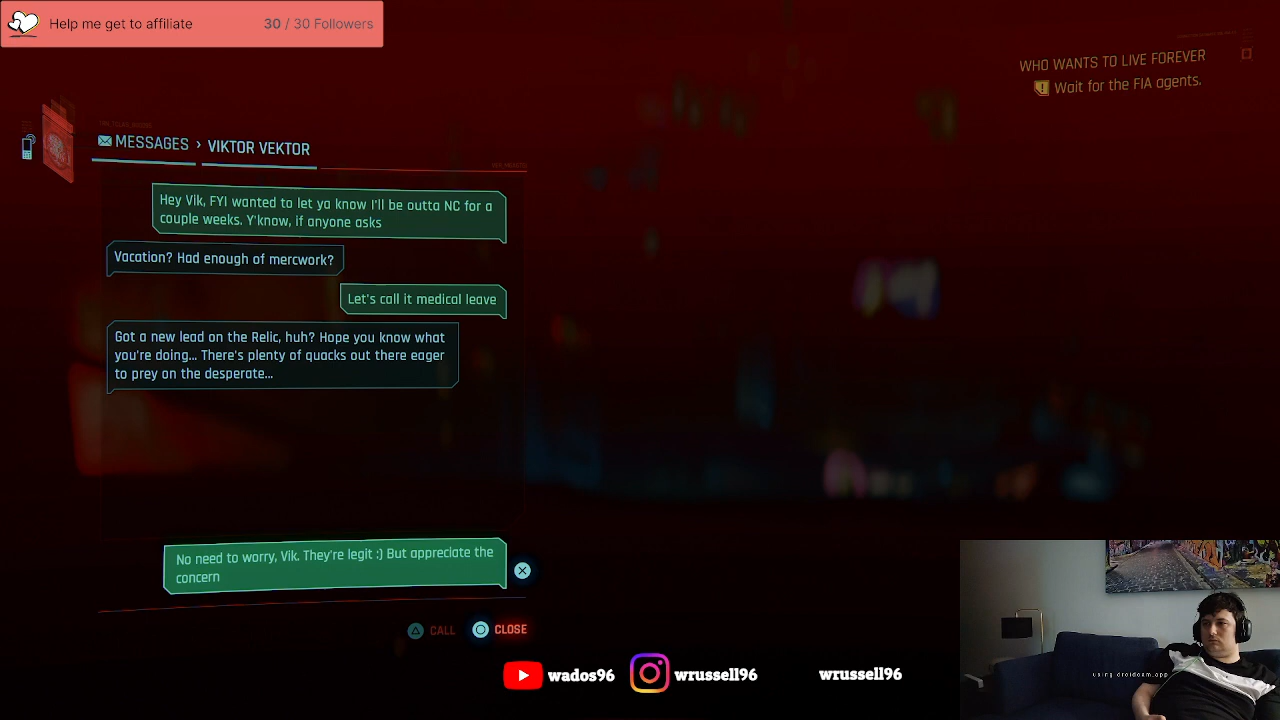 Help me get to affiliate
30 / 30 Followers
WHO WANTS TO LIVE FOREVER
Wait for the FIA agents.
MESSAGES › VIKTOR VEKTOR
Hey Vik, FYI wanted to let ya know I'll be outta NC for a
couple weeks. Y'know, if anyone asks
Vacation? Had enough of mercwork?
Let's call it medical leave
Got a new lead on the Relic, huh? Hope you know what
you're doing... There's plenty of quacks out there eager
to prey on the desperate...
No need to worry, Vik. They're legit :) But appreciate the
concern
CALL
CLOSE
wados96
wrussell96
wrussell96
using droidcam.app